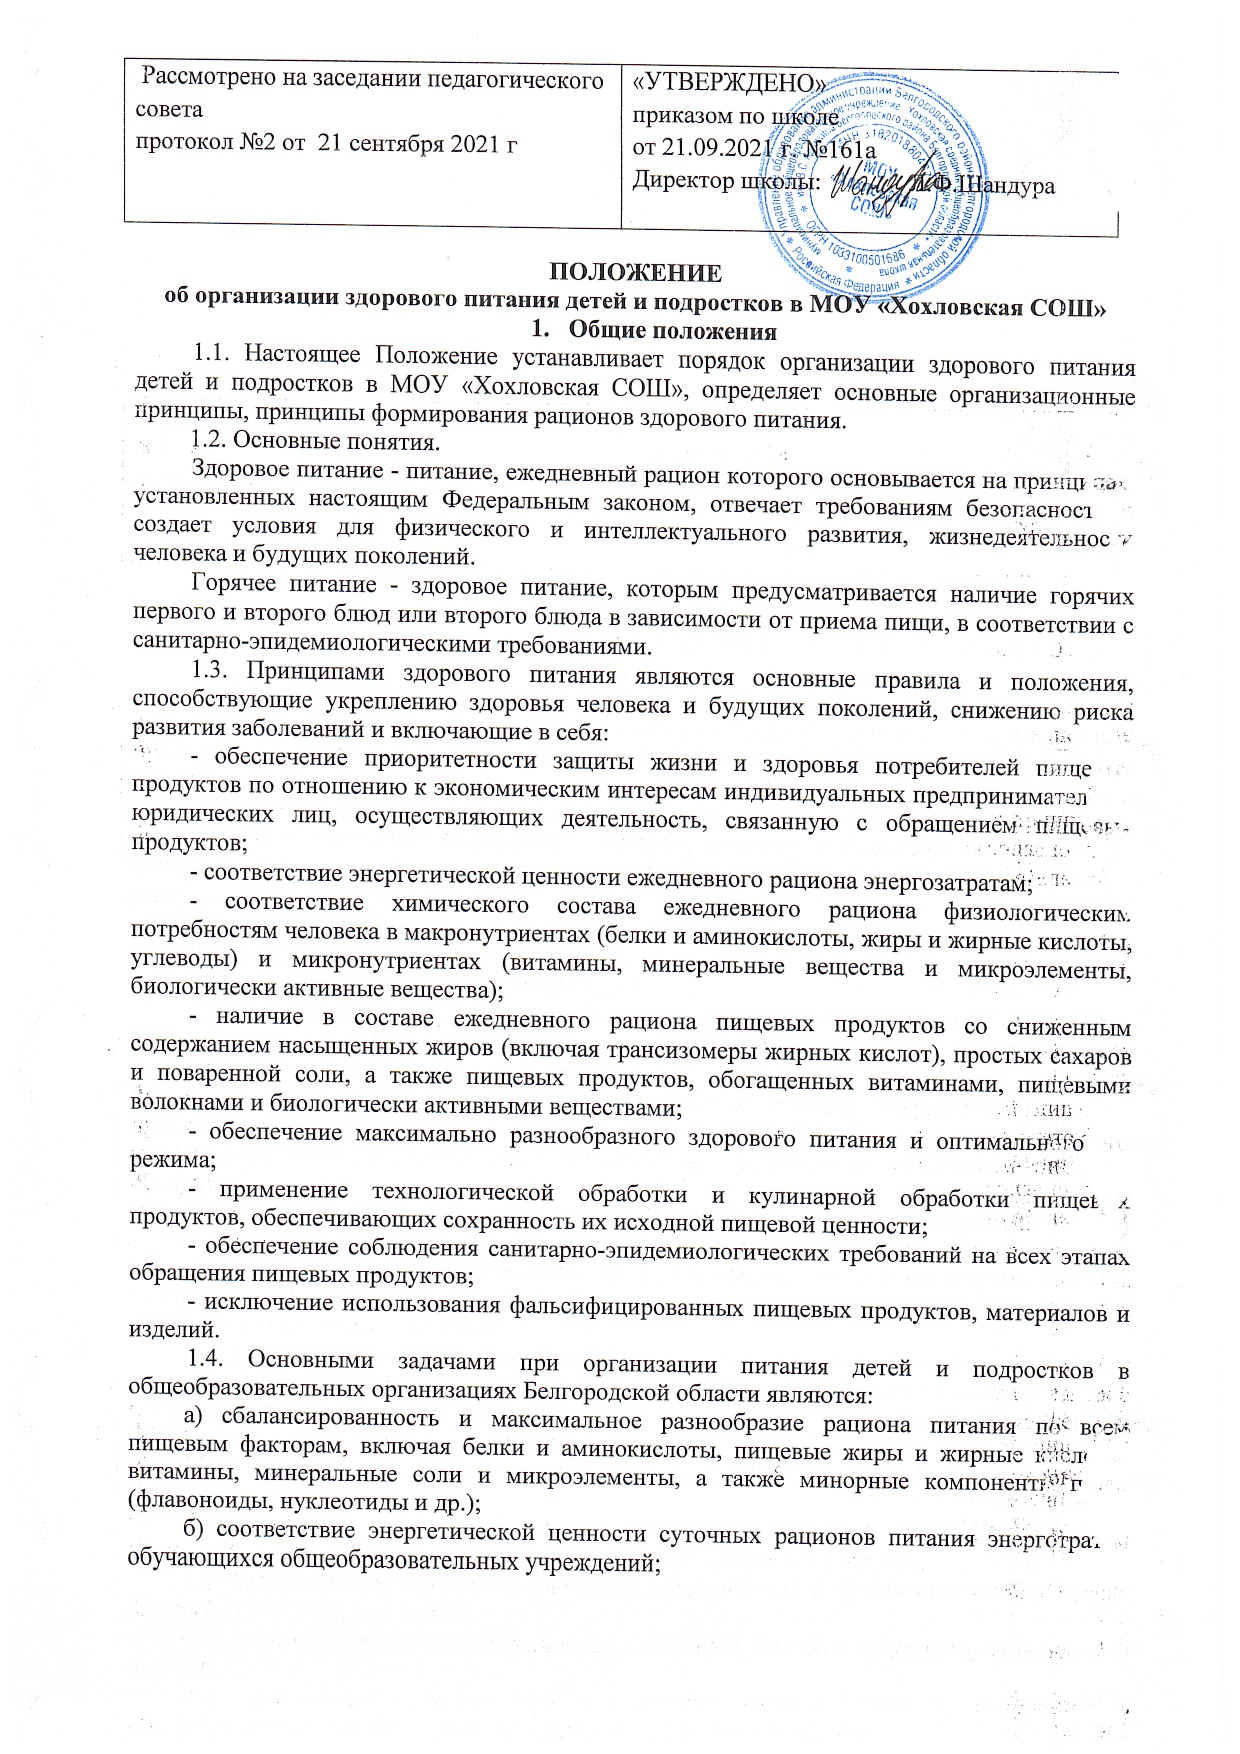 Рассмотрено на заседании педагогического
совета
протокол №2 от 21 сентября 2021 г
«УТВЕРЖДЕНО»
приказом по школе
от 21.09.2021 г. №161а
Директор школы: Ф.Шандура
МОУ
СОШ
ОГРН 1033100501586
Российская Федерация
ПОЛОЖЕНИЕ
об организации здорового питания детей и подростков в МОУ «Хохловская СОШ»
1. Общие положения
1.1. Настоящее Положение устанавливает порядок организации здорового питания
детей и подростков в МОУ «Хохловская СОШ», определяет основные организационные
принципы, принципы формирования рационов здорового питания.
1.2. Основные понятия.
Здоровое питание - питание, ежедневный рацион которого основывается на
установленных настоящим Федеральным законом, отвечает требованиям
создает условия для физического и интеллектуального развития,
человека и будущих поколений.
Горячее питание - здоровое питание, которым предусматривается наличие горячих
первого и второго блюд или второго блюда в зависимости от приема пищи, в соответствии с
санитарно-эпидемиологическими требованиями.
1.3. Принципами здорового питания являются основные правила и положения,
способствующие укреплению здоровья человека и будущих поколений, снижению риска
развития заболеваний и включающие в себя:
- обеспечение приоритетности защиты жизни и здоровья потребителей
продуктов по отношению к экономическим интересам индивидуальных
юридических лиц, осуществляющих деятельность, связанную с обращением
продуктов;
- соответствие энергетической ценности ежедневного рациона энергозатратам;
- соответствие химического состава ежедневного рациона физиологическим
потребностям человека в макронутриентах (белки и аминокислоты, жиры и жирные кислоты,
углеводы) и микронутриентах (витамины, минеральные вещества и микроэлементы,
биологически активные вещества);
- наличие в составе ежедневного рациона пищевых продуктов со сниженным
содержанием насыщенных жиров (включая трансизомеры жирных кислот), простых сахаров
и поваренной соли, а также пищевых продуктов, обогащенных витаминами, пищевыми
волокнами и биологически активными веществами;
- обеспечение максимально разнообразного здорового питания и оптимального
режима;
- применение технологической обработки и кулинарной обработки
продуктов, обеспечивающих сохранность их исходной пищевой ценности;
- обеспечение соблюдения санитарно-эпидемиологических требований на всех этапах
обращения пищевых продуктов;
- исключение использования фальсифицированных пищевых продуктов, материалов и
изделий.
1.4. Основными задачами при организации питания детей и подростков в
общеобразовательных организациях Белгородской области являются:
а) сбалансированность и максимальное разнообразие рациона питания по всем
пищевым факторам, включая белки и аминокислоты, пищевые жиры и жирные
витамины, минеральные соли и микроэлементы, а также минорные
(флавоноиды, нуклеотиды и др.);
б) соответствие энергетической ценности суточных рационов питания
обучающихся общеобразовательных учреждений;